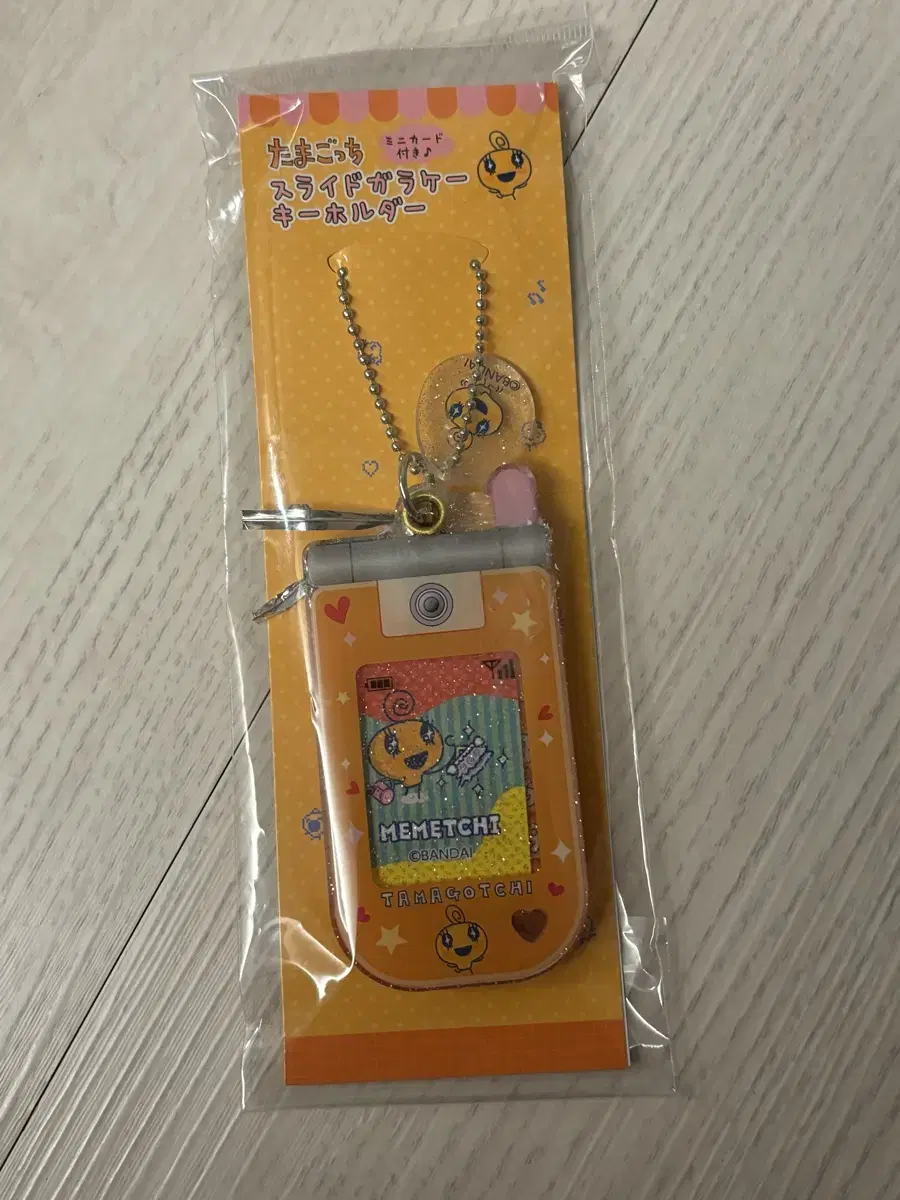 たまごっち
ミニカード
付き♪
スライドガラケー
キーホルダー
©BANDAI
MEMETCHI
©BANDAI
TAMAGOTCHI